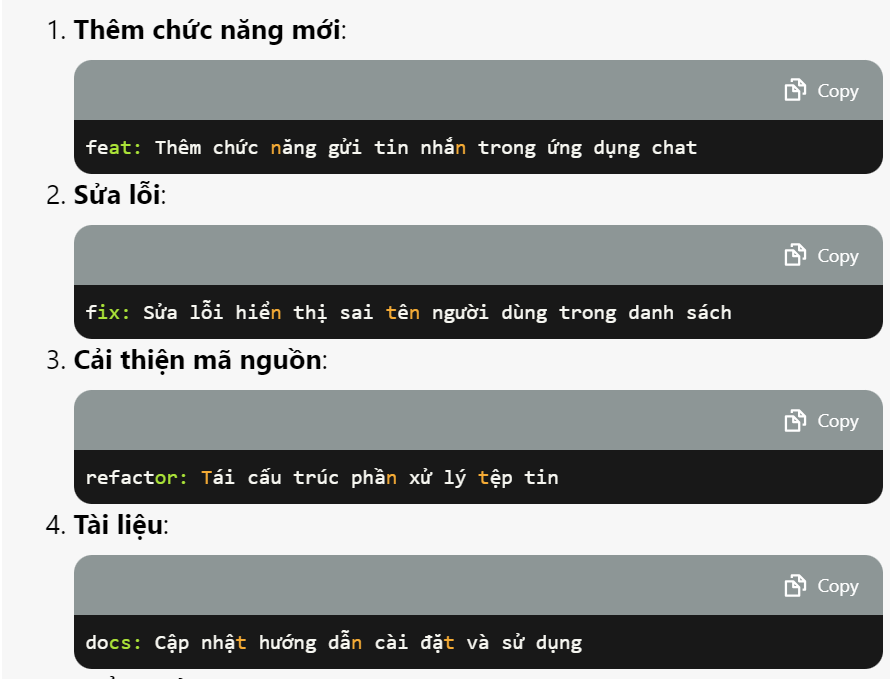 1. Thêm chức năng mới:
Copy
feat: Thêm chức năng gửi tin nhắn trong ứng dụng chat
2. Sửa lỗi:
Copy
fix: Sửa lỗi hiển thị sai tên người dùng trong danh sách
3. Cải thiện mã nguồn:
Copy
refactor: Tái cấu trúc phần xử lý tệp tin
4. Tài liệu:
Copy
docs: Cập nhật hướng dẫn cài đặt và sử dụng